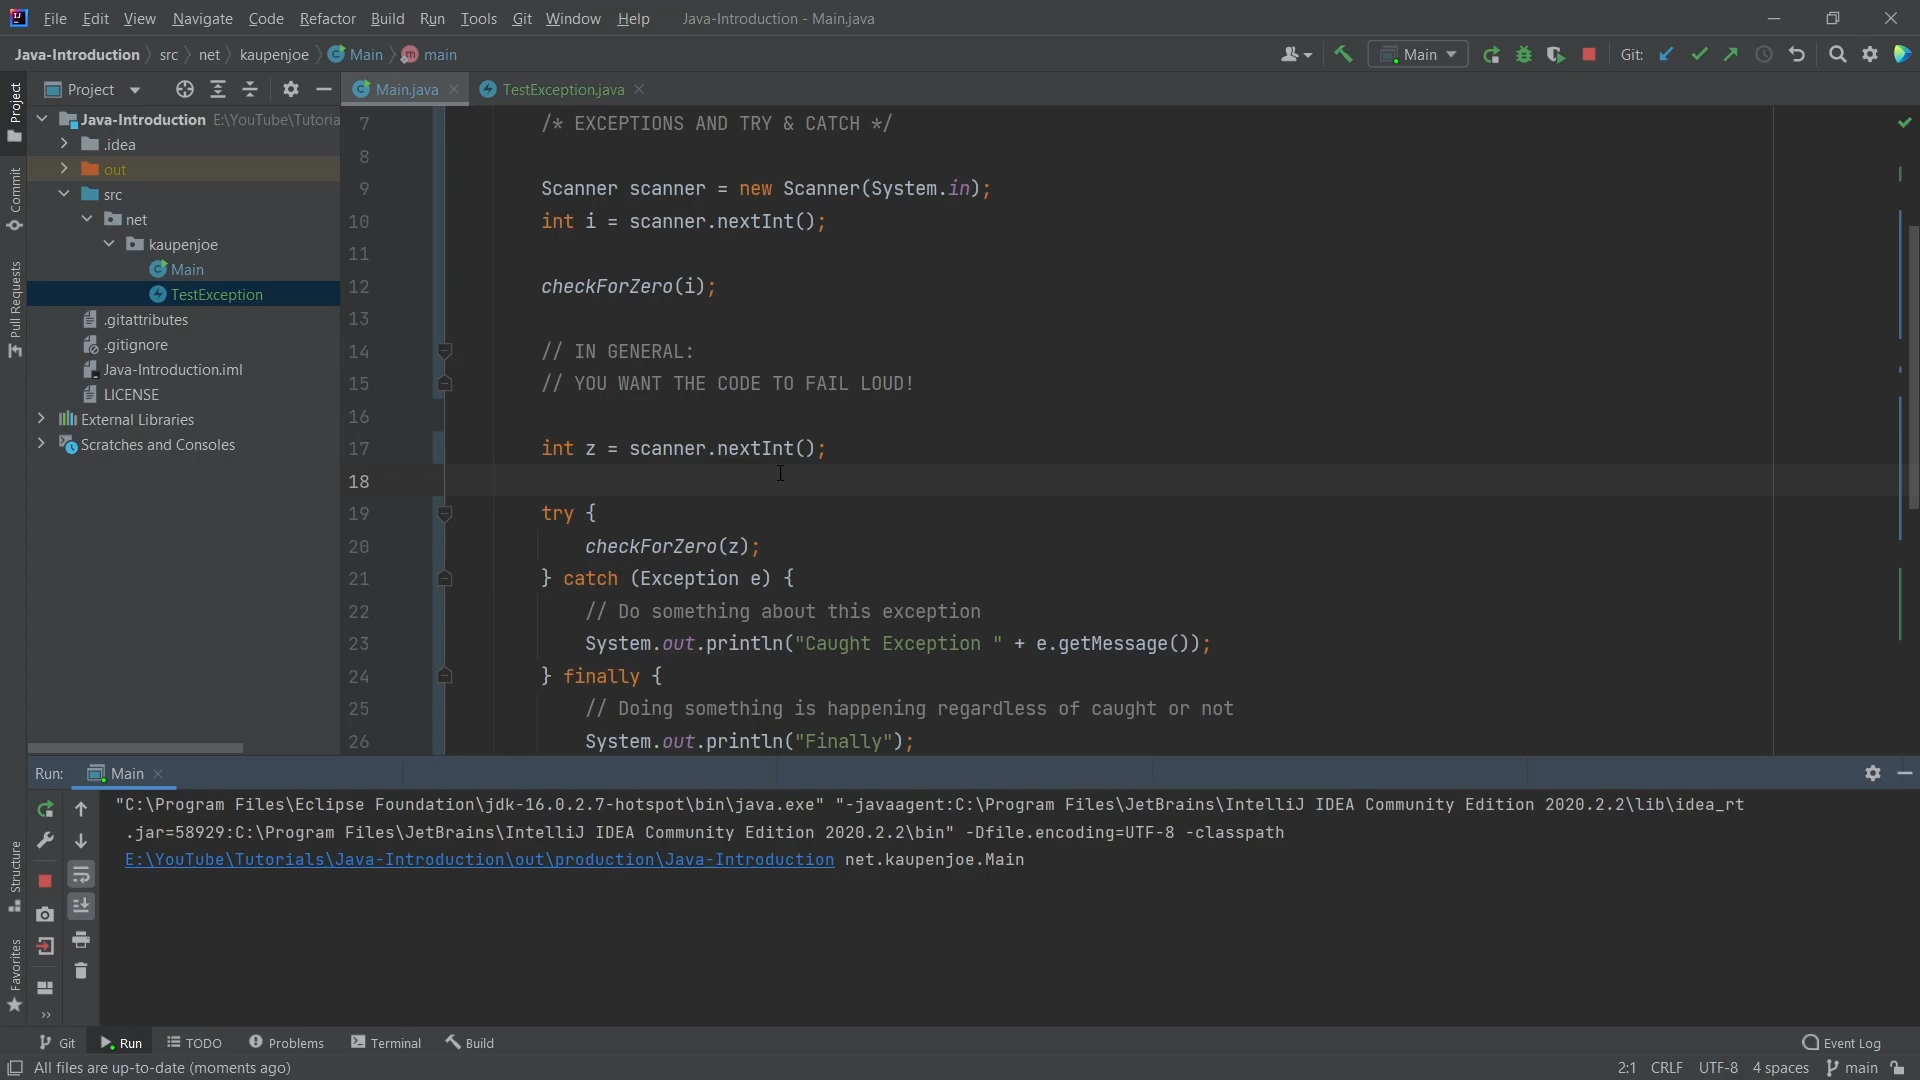 File Edit View Navigate Code Refactor Build Run Tools Git Window Help Java-Introduction - Main.java
Java-Introduction src net kaupenjoe Main main Main Git:
Project Main.java TestException.java
Project
Commit
Pull Requests
Structure
Favorites
Java-Introduction E:\YouTube\Tutoria
.idea
out
src
net
kaupenjoe
Main
TestException
.gitattributes
.gitignore
Java-Introduction.iml
LICENSE
External Libraries
Scratches and Consoles
7 /* EXCEPTIONS AND TRY & CATCH */
8
9 Scanner scanner = new Scanner(System.in);
10 int i = scanner.nextInt();
11
12 checkForZero(i);
13
14 // IN GENERAL:
15 // YOU WANT THE CODE TO FAIL LOUD!
16
17 int z = scanner.nextInt();
18
19 try {
20 checkForZero(z);
21 } catch (Exception e) {
22 // Do something about this exception
23 System.out.println("Caught Exception " + e.getMessage());
24 } finally {
25 // Doing something is happening regardless of caught or not
26 System.out.println("Finally");
Run: Main
"C:\Program Files\Eclipse Foundation\jdk-16.0.2.7-hotspot\bin\java.exe" "-javaagent:C:\Program Files\JetBrains\IntelliJ IDEA Community Edition 2020.2.2\lib\idea_rt
.jar=58929:C:\Program Files\JetBrains\IntelliJ IDEA Community Edition 2020.2.2\bin" -Dfile.encoding=UTF-8 -classpath
E:\YouTube\Tutorials\Java-Introduction\out\production\Java-Introduction net.kaupenjoe.Main
Git Run TODO Problems Terminal Build Event Log
All files are up-to-date (moments ago) 2:1 CRLF UTF-8 4 spaces main